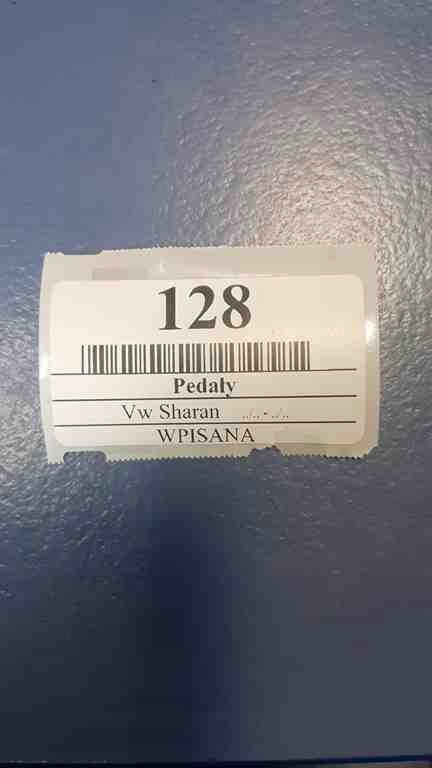 128
Pedaly
Vw Sharan ../.. - ../..
WPISANA